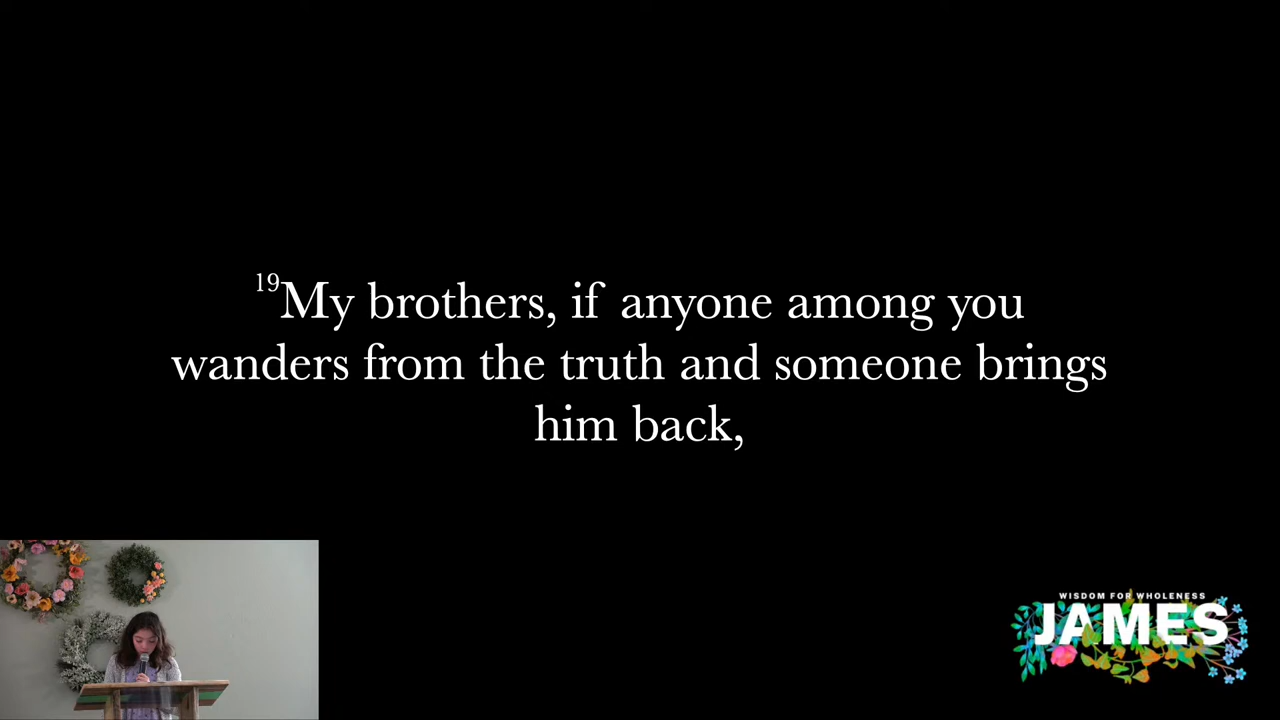 19My brothers, if anyone among you
wanders from the truth and someone brings
him back,
WISDOM FOR WHOLENESS
JAMES